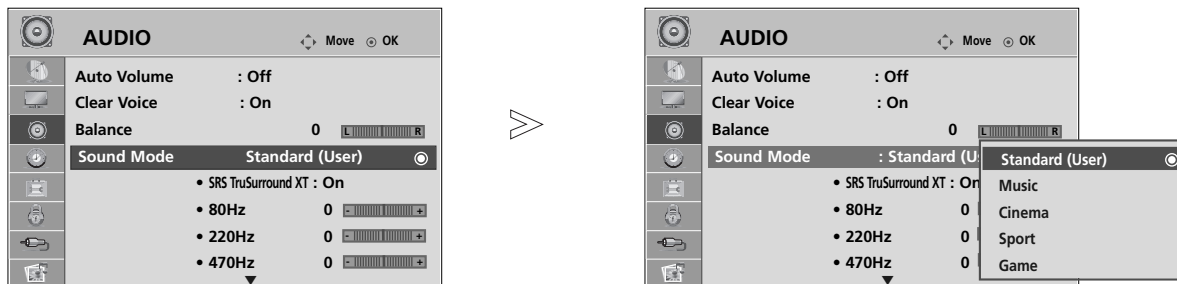 AUDIO
Move
OK
Auto Volume : Off
Clear Voice : On
Balance 0 L R
Sound Mode Standard (User)
• SRS TruSurround XT : On
• 80Hz 0 - +
• 220Hz 0 - +
• 470Hz 0 - +
>
AUDIO
Move
OK
Auto Volume : Off
Clear Voice : On
Balance 0 L R
Sound Mode : Standard (U
• SRS TruSurround XT : On
• 80Hz 0
• 220Hz 0
• 470Hz 0
Standard (User)
Music
Cinema
Sport
Game